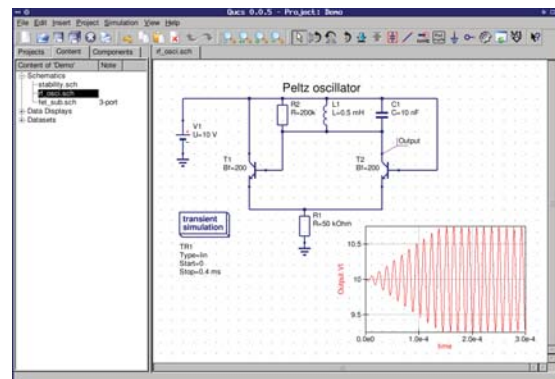 Qucs 0.0.5 - Project: Demo
File Edit Insert Project Simulation View Help
Projects Content Components
rf_osci.sch
Content of 'Demo' Note
Schematics
stability.sch
rf_osci.sch
fet_sub.sch 3-port
Data Displays
Datasets
Peltz oscillator
R2
R=200k
L1
L=0.5 mH
C1
C=10 nF
V1
U=10 V
Output
T1
Bf=200
T2
Bf=200
R1
R=50 kOhm
transient
simulation
TR1
Type=lin
Start=0
Stop=0.4 ms
Output.Vt
10.5
10
9.5
0.0e0 1.0e-4 2.0e-4 3.0e-4
time